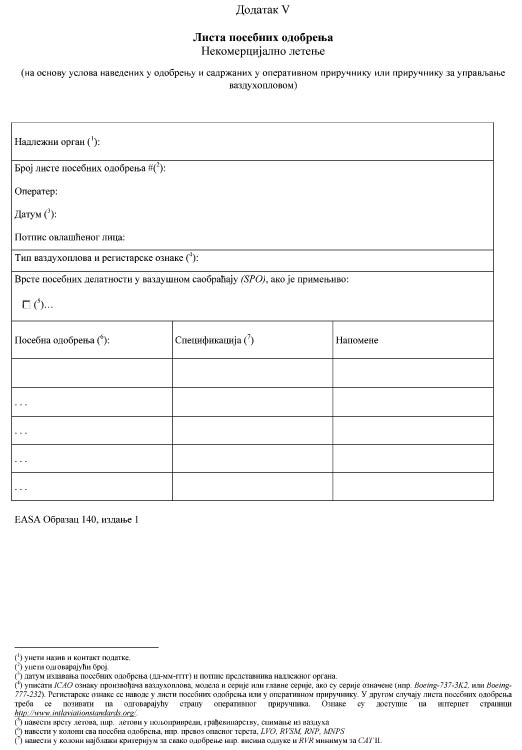 Додатак V
Листа посебних одобрења
Некомерцијално летење
(на основу услова наведених у одобрењу и садржаних у оперативном приручнику или приручнику за управљање
ваздухопловом)
Надлежни орган (¹):
Број листе посебних одобрења #(²):
Оператер:
Датум (³):
Потпис овлашћеног лица:
Тип ваздухоплова и регистарске ознаке (⁴):
Врсте посебних делатности у ваздушном саобраћају (SPO), ако је примењиво:
☐ (⁵)…
Посебна одобрења (⁶): Спецификација (⁷) Напомене
. . .
. . .
. . .
. . .
EASA Образац 140, издање 1
(¹) унети назив и контакт податке.
(²) унети одговарајући број.
(³) датум издавања посебних одобрења (дд-мм-гггг) и потпис представника надлежног органа.
(⁴) уписати ICAO ознаку произвођача ваздухоплова, модела и серије или главне серије, ако су серије означене (нпр. Boeing-737-3K2, или Boeing-
777-232). Регистарске ознаке се наводе у листи посебних одобрења или у оперативном приручнику. У другом случају листа посебних одобрења
треба се позивати на одговарајућу страну оперативног приручника. Ознаке су доступне на интернет страници
http://www.intlaviationstandards.org/.
(⁵) навести врсту летова, нпр. летови у пољопривреди, грађевинарству, снимање из ваздуха
(⁶) навести у колони сва посебна одобрења, нпр. превоз опасног терета, LVO, RVSM, RNP, MNPS
(⁷) навести у колони најблажи критеријум за свако одобрење нпр. висина одлуке и RVR минимум за CAT II.